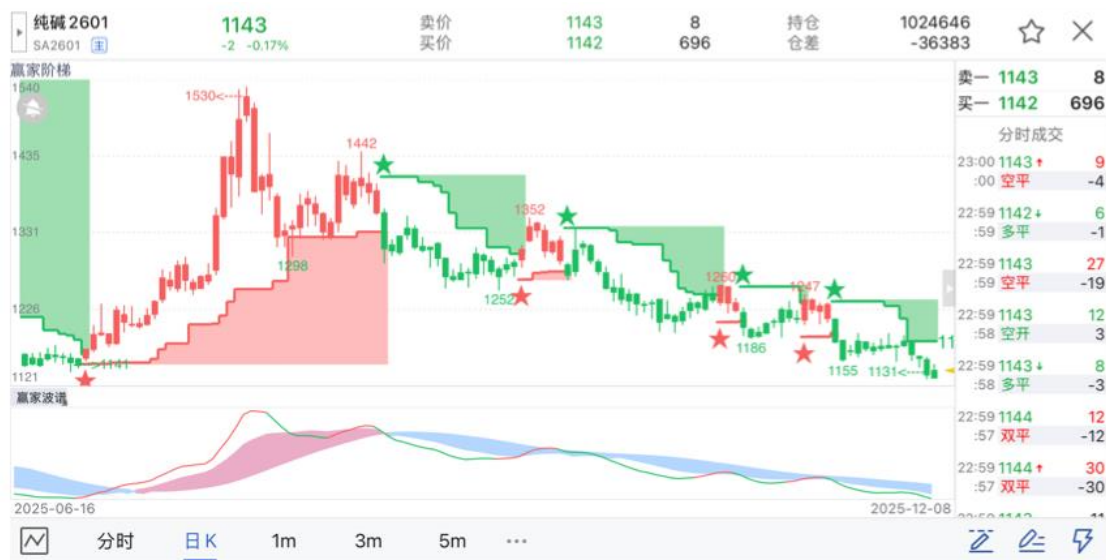 纯碱2601
SA2601 主
1143
-2 -0.17%
卖价 1143 8
买价 1142 696
持仓 1024646
仓差 -36383
赢家阶梯
1540
1435
1331
1226
1121
1530<
1442
1298
>1141
1352
1252
1260
1186
1247
1155
1131<
11
赢家波谱
2025-06-16
2025-12-08
卖一 1143 8
买一 1142 696
分时成交
23:00 1143↑ 9
:00 空平 -4
22:59 1142↓ 6
:59 多平 -1
22:59 1143 27
:59 空平 -19
22:59 1143 12
:58 空开 3
22:59 1143↓ 8
:58 多平 -3
22:59 1144 12
:57 双平 -12
22:59 1144↑ 30
:57 双平 -30
分时 日K 1m 3m 5m ···